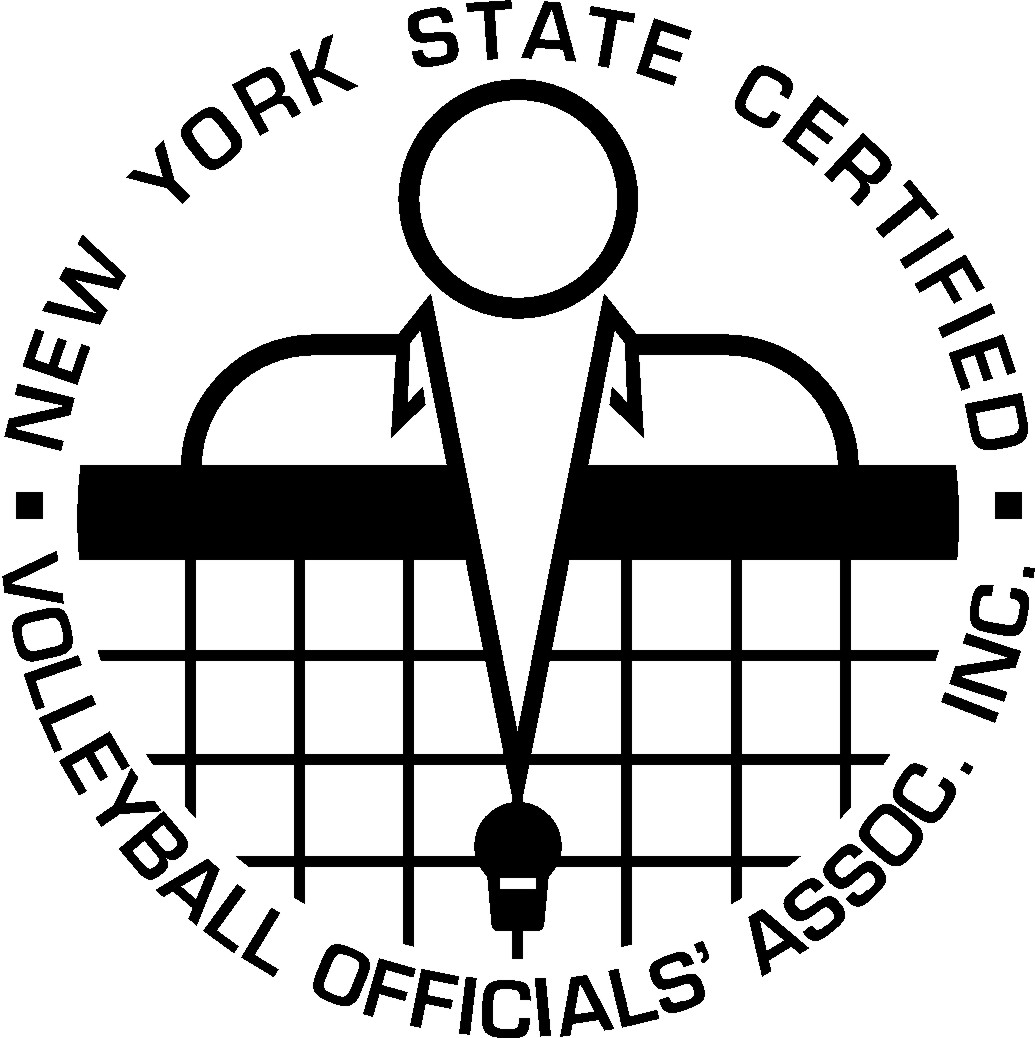 NEW YORK STATE CERTIFIED
VOLLEYBALL OFFICIALS’ ASSOC. INC.